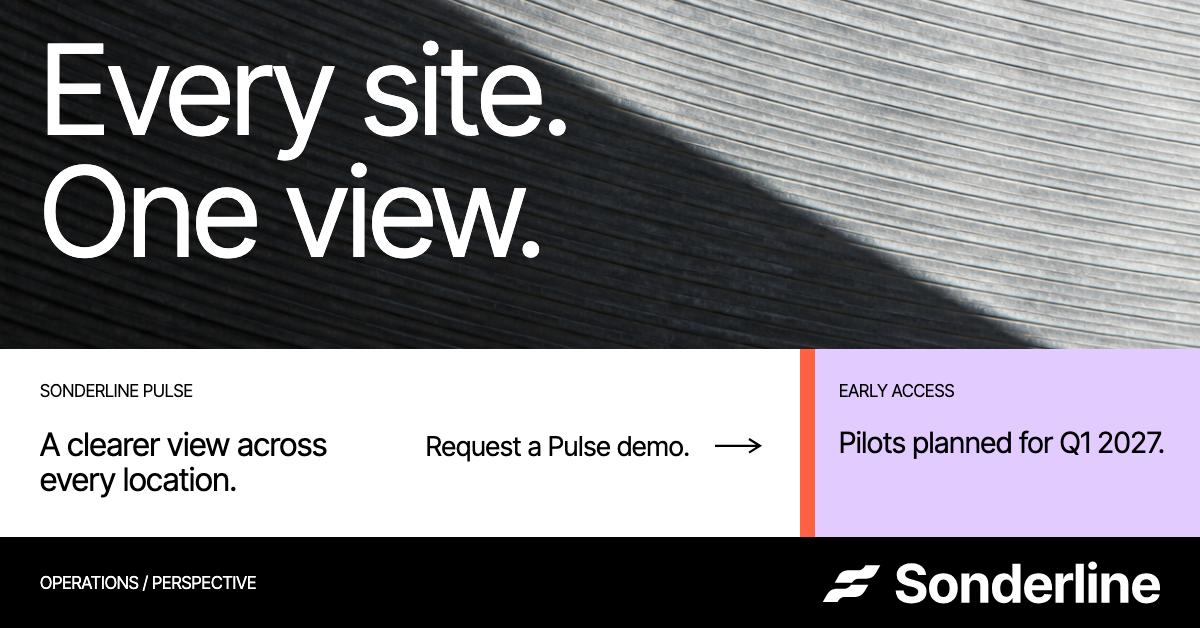 Every site.
One view.
SONDERLINE PULSE
A clearer view across
every location.
Request a Pulse demo.
EARLY ACCESS
Pilots planned for Q1 2027.
OPERATIONS / PERSPECTIVE
Sonderline